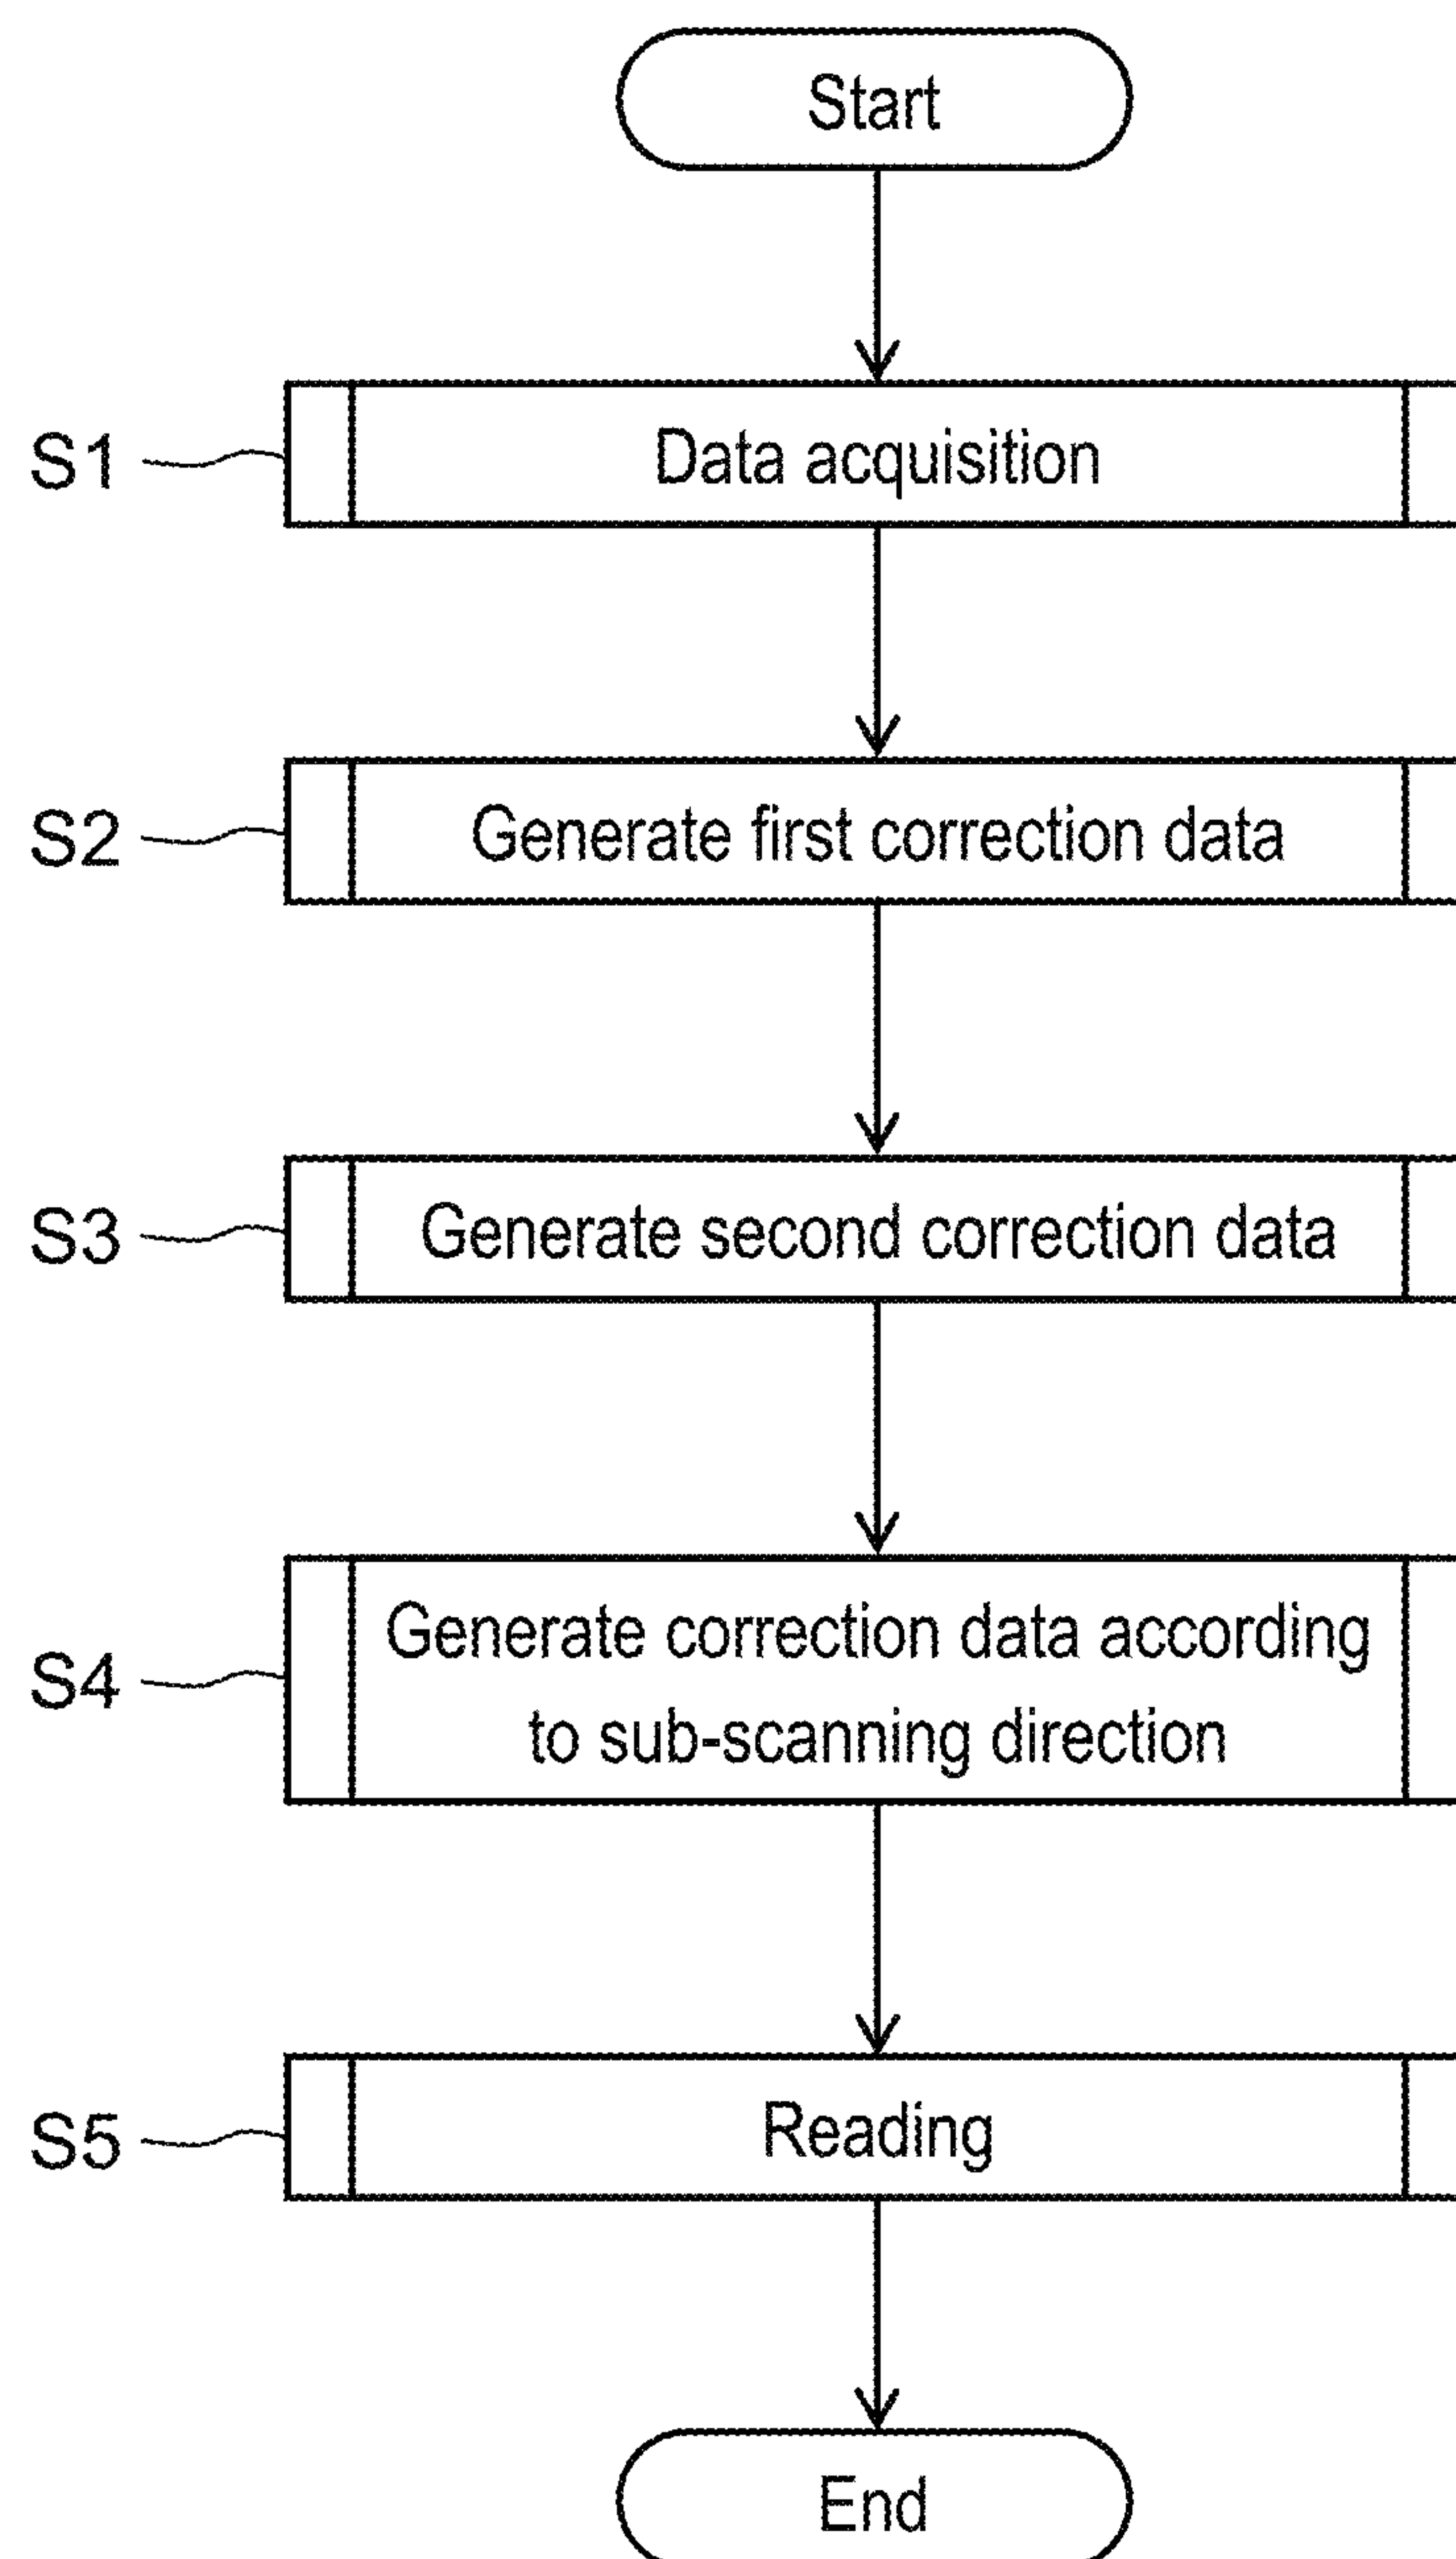 Start
S1 Data acquisition
S2 Generate first correction data
S3 Generate second correction data
S4 Generate correction data according
to sub-scanning direction
S5 Reading
End